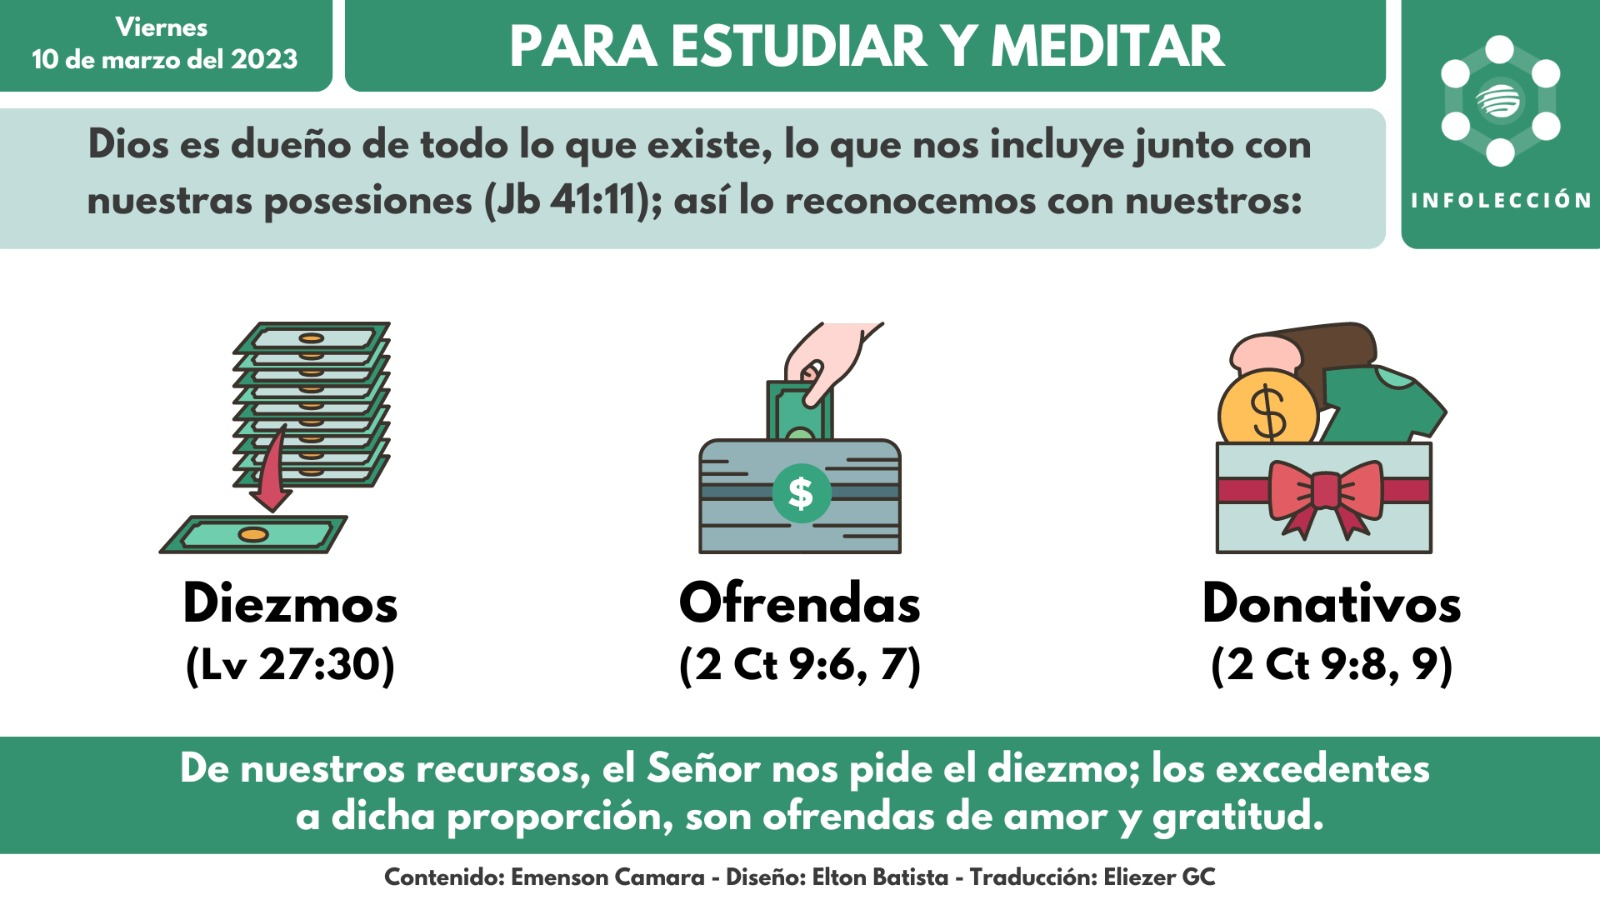 Viernes
10 de marzo del 2023
PARA ESTUDIAR Y MEDITAR
INFOLECCIÓN
Dios es dueño de todo lo que existe, lo que nos incluye junto con
nuestras posesiones (Jb 41:11); así lo reconocemos con nuestros:
$
$
Diezmos
(Lv 27:30)
Ofrendas
(2 Ct 9:6, 7)
Donativos
(2 Ct 9:8, 9)
De nuestros recursos, el Señor nos pide el diezmo; los excedentes
a dicha proporción, son ofrendas de amor y gratitud.
Contenido: Emenson Camara - Diseño: Elton Batista - Traducción: Eliezer GC